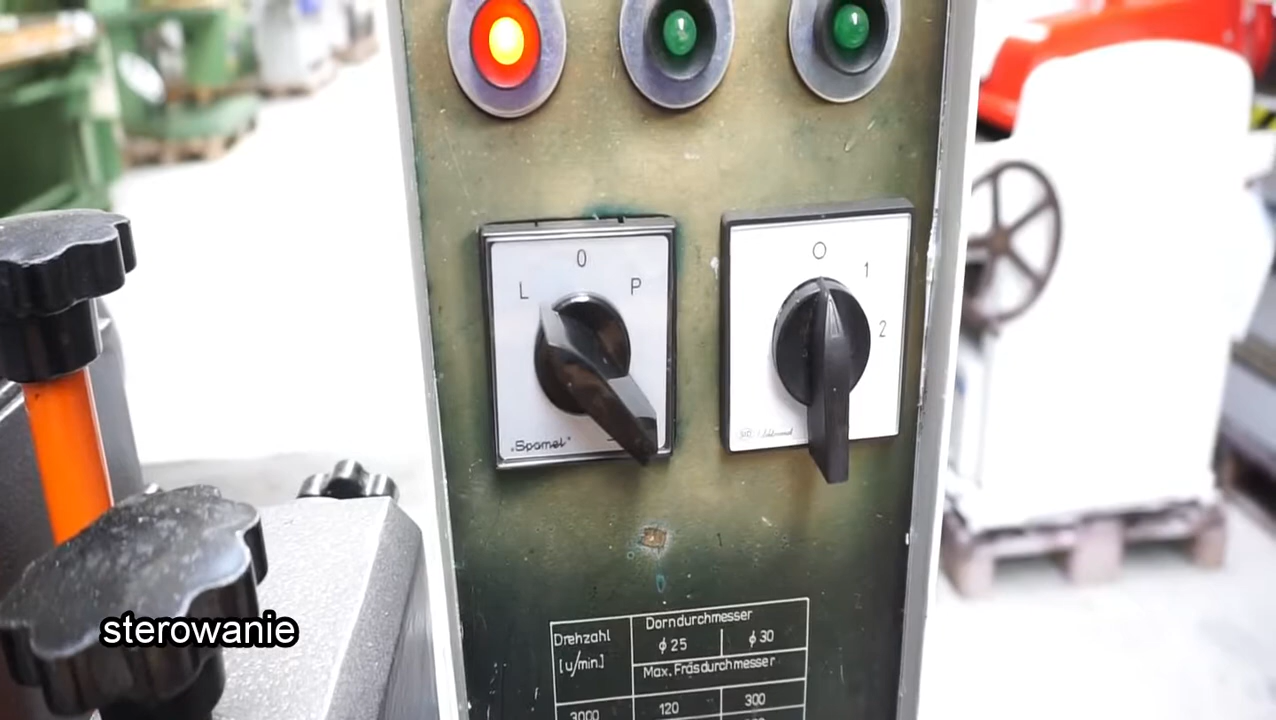 0
L P
„Spamel"
O
1
2
sterowanie
Drehzahl
[u/min.]
Dorndurchmesser
ϕ 25 ϕ 30
Max. Fräsdurchmesser
3000 120 300